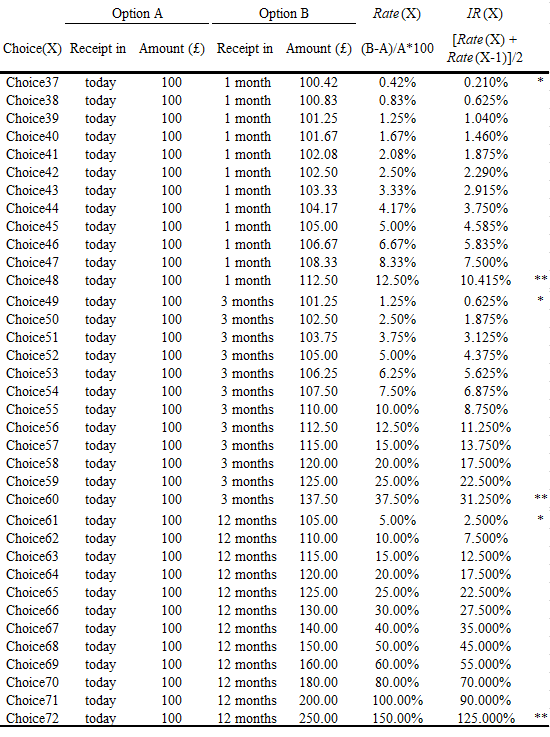 Option A Option B Rate(X) IR(X)
Choice(X) Receipt in Amount (£) Receipt in Amount (£) (B-A)/A*100 [Rate(X) +
Rate(X-1)]/2
Choice37 today 100 1 month 100.42 0.42% 0.210% *
Choice38 today 100 1 month 100.83 0.83% 0.625%
Choice39 today 100 1 month 101.25 1.25% 1.040%
Choice40 today 100 1 month 101.67 1.67% 1.460%
Choice41 today 100 1 month 102.08 2.08% 1.875%
Choice42 today 100 1 month 102.50 2.50% 2.290%
Choice43 today 100 1 month 103.33 3.33% 2.915%
Choice44 today 100 1 month 104.17 4.17% 3.750%
Choice45 today 100 1 month 105.00 5.00% 4.585%
Choice46 today 100 1 month 106.67 6.67% 5.835%
Choice47 today 100 1 month 108.33 8.33% 7.500%
Choice48 today 100 1 month 112.50 12.50% 10.415% **
Choice49 today 100 3 months 101.25 1.25% 0.625% *
Choice50 today 100 3 months 102.50 2.50% 1.875%
Choice51 today 100 3 months 103.75 3.75% 3.125%
Choice52 today 100 3 months 105.00 5.00% 4.375%
Choice53 today 100 3 months 106.25 6.25% 5.625%
Choice54 today 100 3 months 107.50 7.50% 6.875%
Choice55 today 100 3 months 110.00 10.00% 8.750%
Choice56 today 100 3 months 112.50 12.50% 11.250%
Choice57 today 100 3 months 115.00 15.00% 13.750%
Choice58 today 100 3 months 120.00 20.00% 17.500%
Choice59 today 100 3 months 125.00 25.00% 22.500%
Choice60 today 100 3 months 137.50 37.50% 31.250% **
Choice61 today 100 12 months 105.00 5.00% 2.500% *
Choice62 today 100 12 months 110.00 10.00% 7.500%
Choice63 today 100 12 months 115.00 15.00% 12.500%
Choice64 today 100 12 months 120.00 20.00% 17.500%
Choice65 today 100 12 months 125.00 25.00% 22.500%
Choice66 today 100 12 months 130.00 30.00% 27.500%
Choice67 today 100 12 months 140.00 40.00% 35.000%
Choice68 today 100 12 months 150.00 50.00% 45.000%
Choice69 today 100 12 months 160.00 60.00% 55.000%
Choice70 today 100 12 months 180.00 80.00% 70.000%
Choice71 today 100 12 months 200.00 100.00% 90.000%
Choice72 today 100 12 months 250.00 150.00% 125.000% **